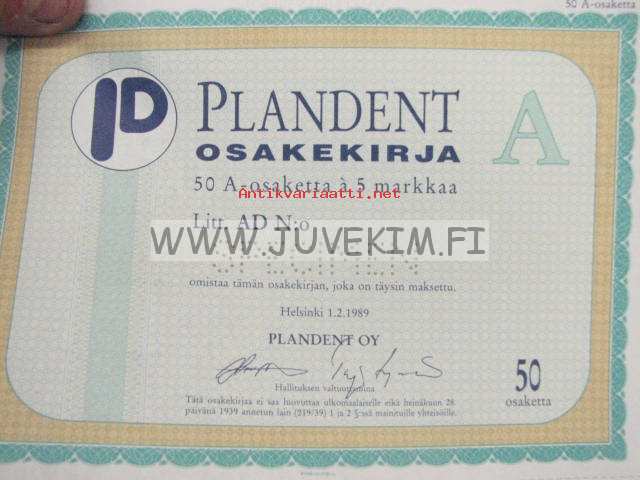 50 A-osaketta
PLANDENT
OSAKEKIRJA
A
50 A-osaketta à 5 markkaa
Antikvariaatti.net
Litt. AD N:o
WWW.JUVEKIM.FI
SPECIMEN
omistaa tämän osakekirjan, joka on täysin maksettu.
Helsinki 1.2.1989
PLANDENT OY
Hallituksen valtuuttamina
50
osaketta
Tätä osakekirjaa ei saa luovuttaa ulkomaalaiselle eikä heinäkuun 28.
päivänä 1939 annetun lain (219/39) 1 ja 2 §:ssä mainituille yhteisöille.